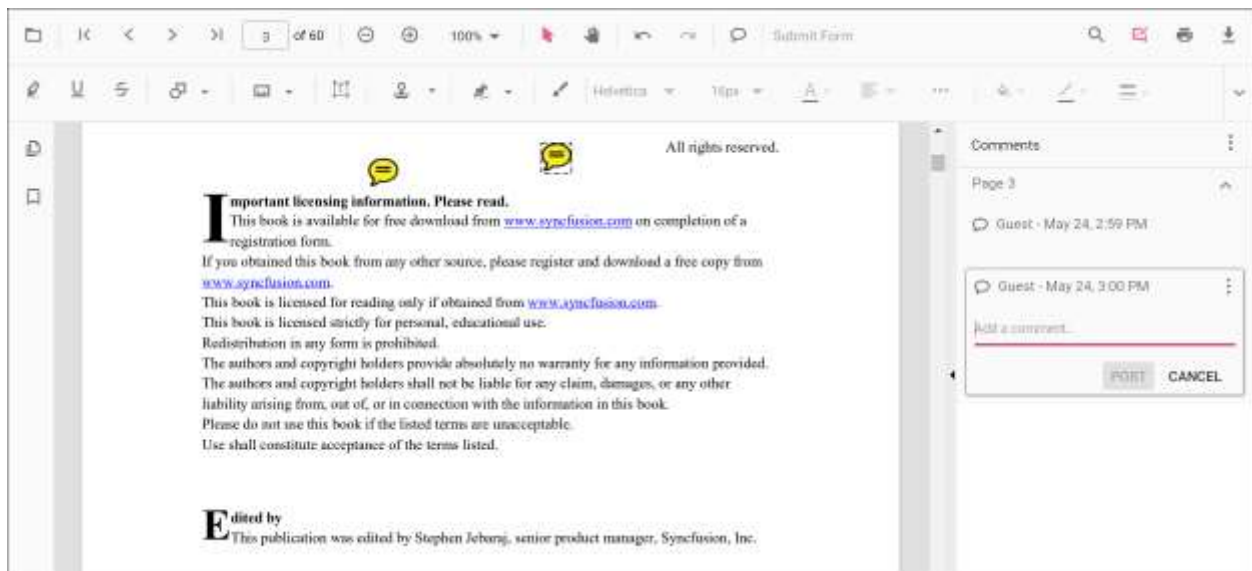 3 of 60 100% Submit Form
Helvetica 16px A
All rights reserved.
Comments
Page 3
Guest - May 24, 2:59 PM
Important licensing information. Please read.
This book is available for free download from www.syncfusion.com on completion of a
registration form.
If you obtained this book from any other source, please register and download a free copy from
www.syncfusion.com.
This book is licensed for reading only if obtained from www.syncfusion.com.
This book is licensed strictly for personal, educational use.
Redistribution in any form is prohibited.
The authors and copyright holders provide absolutely no warranty for any information provided.
The authors and copyright holders shall not be liable for any claim, damages, or any other
liability arising from, out of, or in connection with the information in this book.
Please do not use this book if the listed terms are unacceptable.
Use shall constitute acceptance of the terms listed.
Edited by
This publication was edited by Stephen Jebaraj, senior product manager, Syncfusion, Inc.
Guest - May 24, 3:00 PM
Add a comment..
POST CANCEL